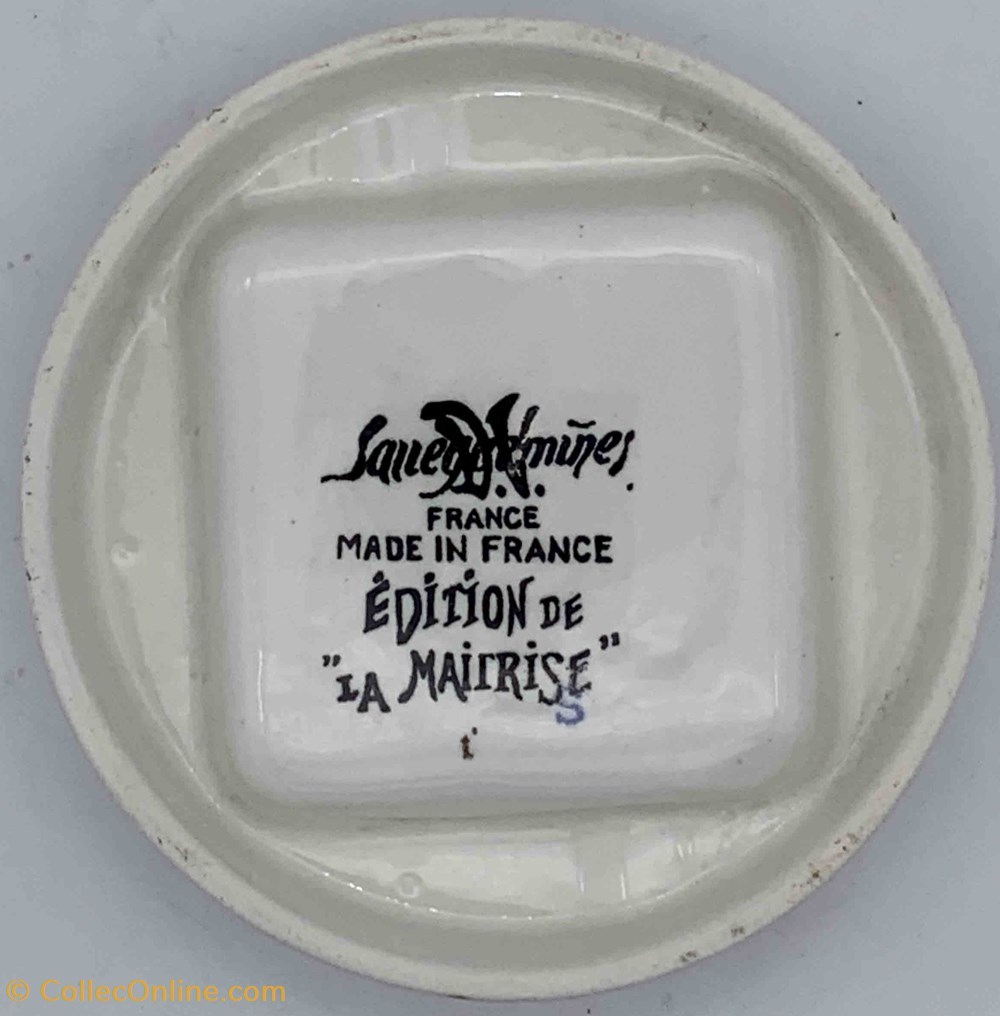 Sarreguemines
FRANCE
MADE IN FRANCE
ÉDITION DE
"LA MAITRISE"
S
© CollecOnline.com